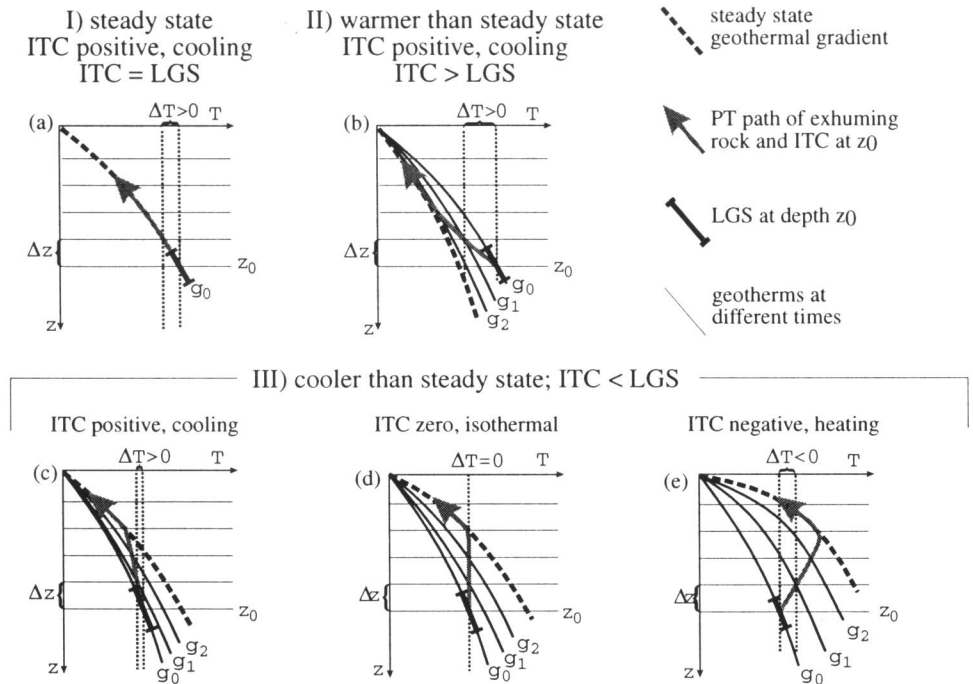 I) steady state
ITC positive, cooling
ITC = LGS
II) warmer than steady state
ITC positive, cooling
ITC > LGS
steady state
geothermal gradient
PT path of exhuming
rock and ITC at z0
LGS at depth z0
geotherms at
different times
(a)
ΔT>0 T
Δz
z0
g0
z
(b)
ΔT>0 T
Δz
z0
g0
g1
g2
z
III) cooler than steady state; ITC < LGS
ITC positive, cooling
(c)
ΔT>0 T
Δz
z0
g2
g1
g0
z
ITC zero, isothermal
(d)
ΔT=0 T
Δz
z0
g2
g1
g0
z
ITC negative, heating
(e)
ΔT<0 T
Δz
z0
g2
g1
g0
z